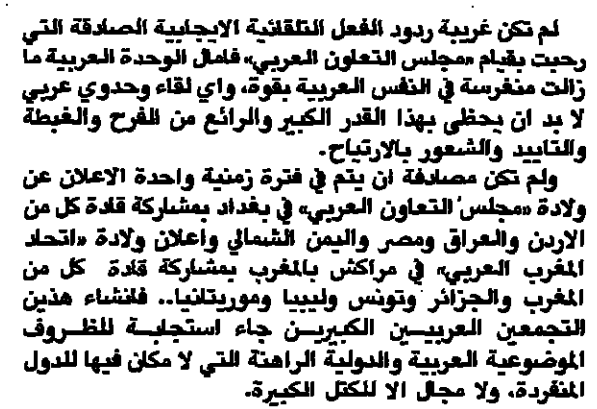 لم تكن غريبة ردود الفعل التلقائية الايجابية الصادقة التي
رحبت بقيام «مجلس التعاون العربي» فامال الوحدة العربية ما
زالت منغرسة في النفس العربية بقوة، واي لقاء وحدوي عربي
لا بد ان يحظى بهذا القدر الكبير والرائع من الفرح والغبطة
والتاييد والشعور بالارتياح.
ولم تكن مصادفة ان يتم في فترة زمنية واحدة الاعلان عن
ولادة «مجلس التعاون العربي» في بغداد بمشاركة قادة كل من
الاردن والعراق ومصر واليمن الشمالي واعلان ولادة «اتحاد
المغرب العربي» في مراكش بالمغرب بمشاركة قادة كل من
المغرب والجزائر وتونس وليبيا وموريتانيا.. فانشاء هذين
التجمعين العربيين الكبيرين جاء استجابة للظروف
الموضوعية العربية والدولية الراهنة التي لا مكان فيها للدول
المنفردة، ولا مجال الا للكتل الكبيرة.